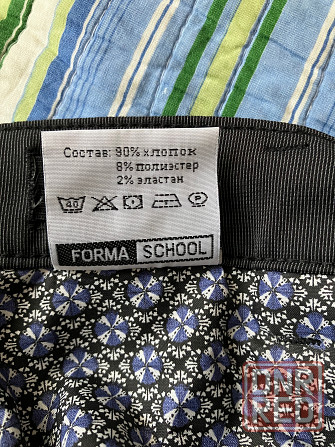 Состав: 90% хлопок
8% полиэстер
2% эластан
40 P
FORMA SCHOOL
DNR
RED